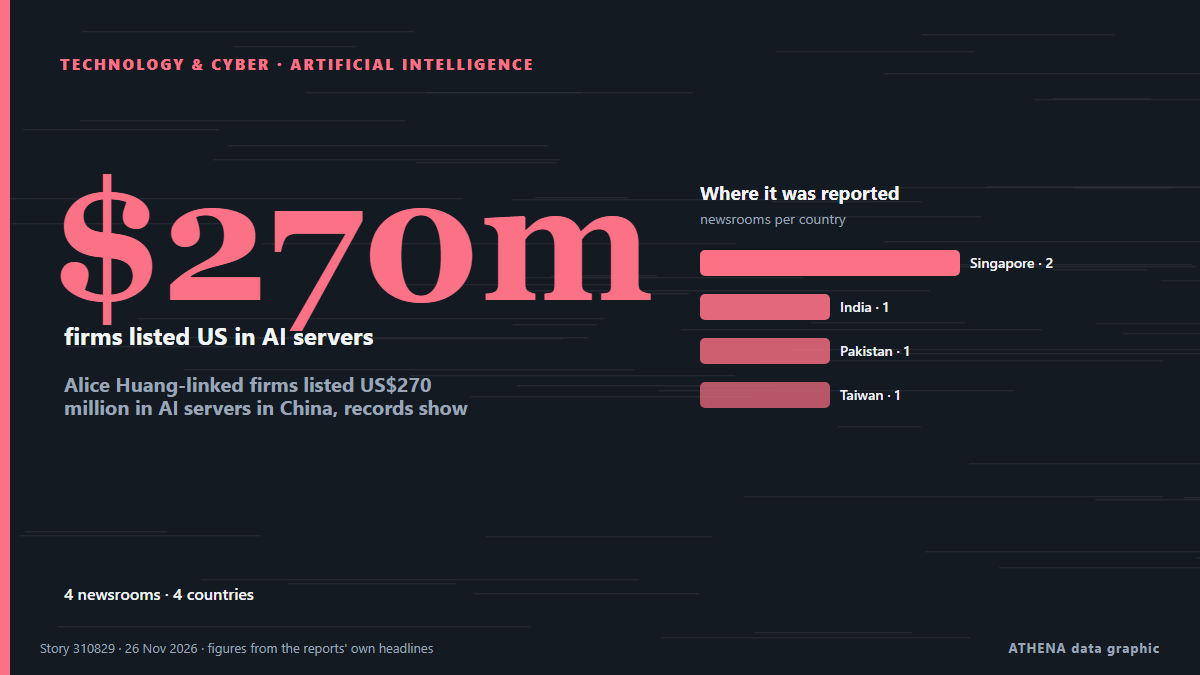 TECHNOLOGY & CYBER · ARTIFICIAL INTELLIGENCE
$270m
firms listed US in AI servers
Alice Huang-linked firms listed US$270
million in AI servers in China, records show
Where it was reported
newsrooms per country
Singapore · 2
India · 1
Pakistan · 1
Taiwan · 1
4 newsrooms · 4 countries
Story 310829 · 26 Nov 2026 · figures from the reports' own headlines
ATHENA data graphic